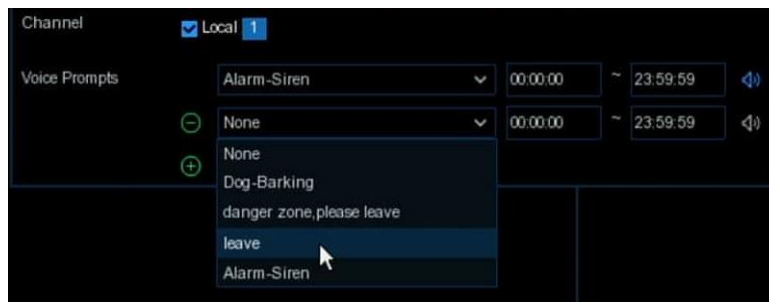 Channel Local 1
Voice Prompts Alarm-Siren 00:00:00 ~ 23:59:59
None 00:00:00 ~ 23:59:59
None
Dog-Barking
danger zone,please leave
leave
Alarm-Siren